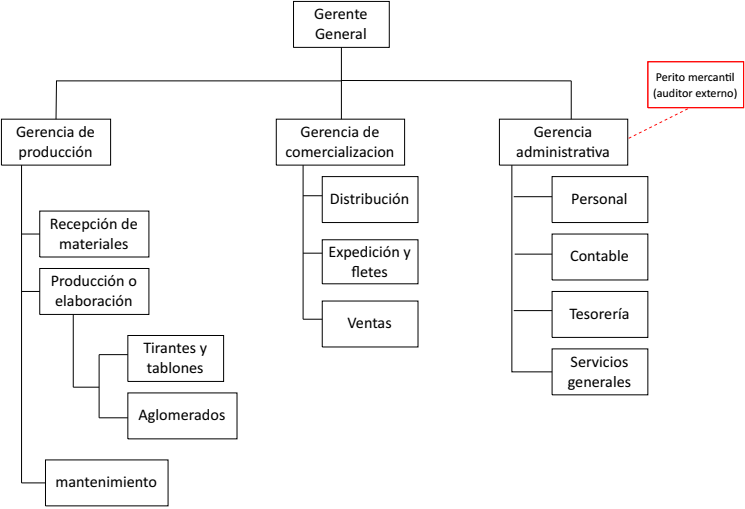 Gerente
General
Perito mercantil
(auditor externo)
Gerencia de
producción
Gerencia de
comercializacion
Gerencia
administrativa
Recepción de
materiales
Producción o
elaboración
Tirantes y
tablones
Aglomerados
mantenimiento
Distribución
Expedición y
fletes
Ventas
Personal
Contable
Tesorería
Servicios
generales